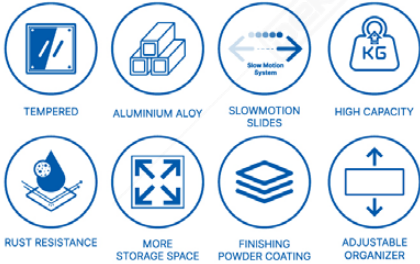 Slow Motion
System
KG
TEMPERED
ALUMINIUM ALOY
SLOWMOTION
SLIDES
HIGH CAPACITY
RUST RESISTANCE
MORE
STORAGE SPACE
FINISHING
POWDER COATING
ADJUSTABLE
ORGANIZER